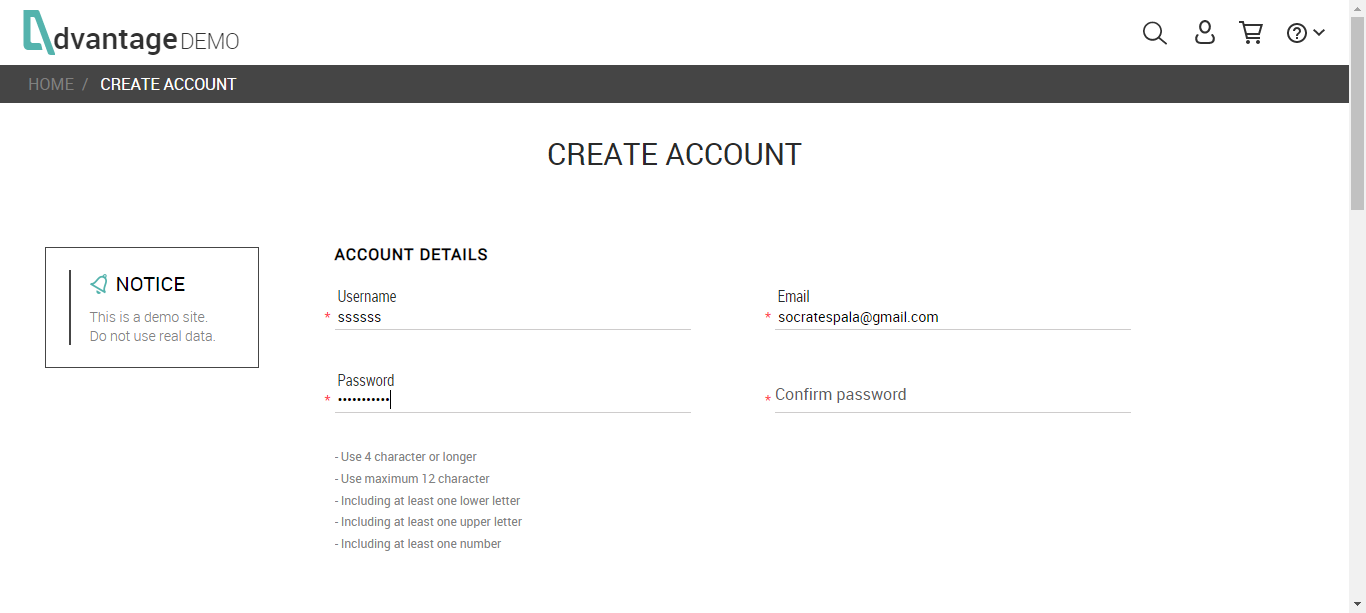 dvantage DEMO
HOME / CREATE ACCOUNT
CREATE ACCOUNT
NOTICE
This is a demo site.
Do not use real data.
ACCOUNT DETAILS
Username
* ssssss
Email
* socratespala@gmail.com
Password
* •••••••••••
* Confirm password
- Use 4 character or longer
- Use maximum 12 character
- Including at least one lower letter
- Including at least one upper letter
- Including at least one number